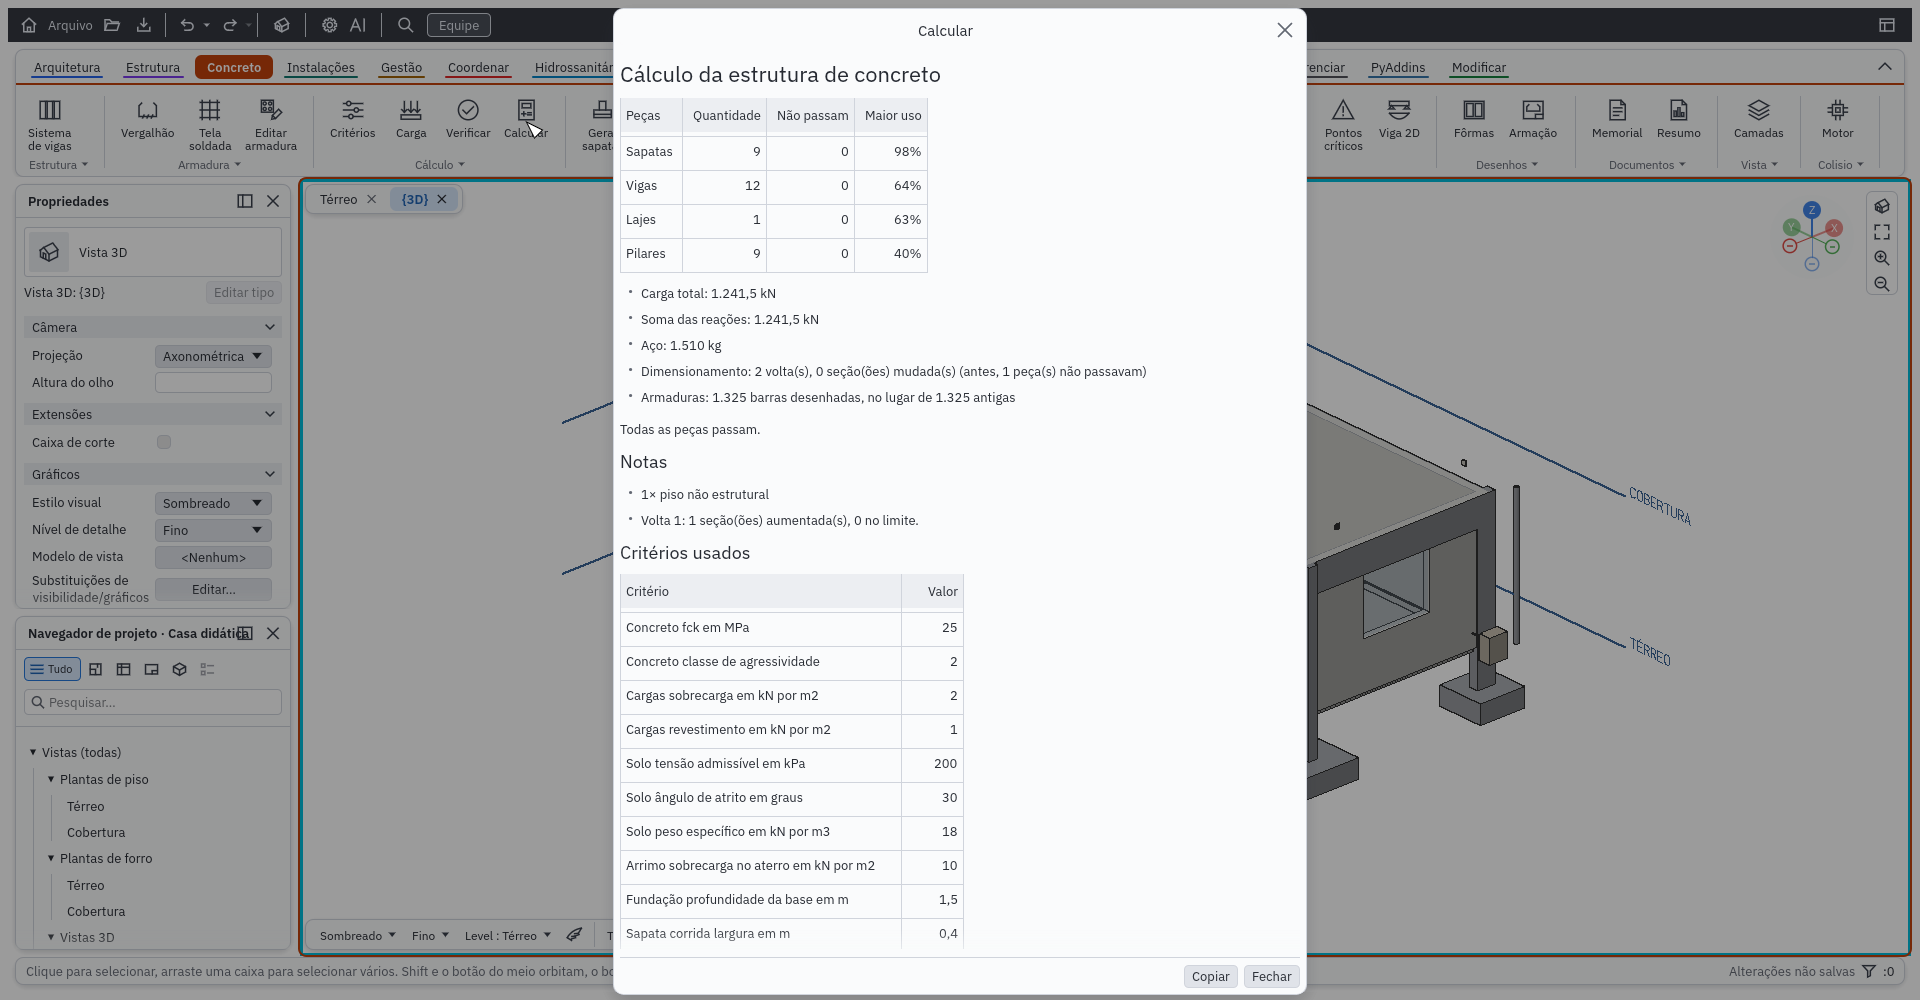 Arquivo
AI
Equipe
Arquitetura
Estrutura
Concreto
Instalações
Gestão
Coordenar
PyAddins
Modificar
Sistema de vigas
Vergalhão
Tela soldada
Editar armadura
Critérios
Carga
Verificar
Calcular
Pontos críticos
Viga 2D
Fôrmas
Armação
Memorial
Resumo
Camadas
Motor
Estrutura
Armadura
Cálculo
Desenhos
Documentos
Vista
Colisio
Propriedades
Vista 3D
Vista 3D: {3D}
Editar tipo
Câmera
Projeção
Axonométrica
Altura do olho
Extensões
Caixa de corte
Gráficos
Estilo visual
Sombreado
Nível de detalhe
Fino
Modelo de vista
<Nenhum>
Substituições de visibilidade/gráficos
Editar...
Navegador de projeto · Casa didática
Tudo
Pesquisar...
Vistas (todas)
Plantas de piso
Térreo
Cobertura
Plantas de forro
Térreo
Cobertura
Vistas 3D
Térreo
{3D}
Z
Y
X
COBERTURA
TÉRREO
Sombreado
Fino
Level : Térreo
Calcular
Cálculo da estrutura de concreto
Peças Quantidade Não passam Maior uso
Sapatas 9 0 98%
Vigas 12 0 64%
Lajes 1 0 63%
Pilares 9 0 40%
• Carga total: 1.241,5 kN
• Soma das reações: 1.241,5 kN
• Aço: 1.510 kg
• Dimensionamento: 2 volta(s), 0 seção(ões) mudada(s) (antes, 1 peça(s) não passavam)
• Armaduras: 1.325 barras desenhadas, no lugar de 1.325 antigas
Todas as peças passam.
Notas
• 1× piso não estrutural
• Volta 1: 1 seção(ões) aumentada(s), 0 no limite.
Critérios usados
Critério Valor
Concreto fck em MPa 25
Concreto classe de agressividade 2
Cargas sobrecarga em kN por m2 2
Cargas revestimento em kN por m2 1
Solo tensão admissível em kPa 200
Solo ângulo de atrito em graus 30
Solo peso específico em kN por m3 18
Arrimo sobrecarga no aterro em kN por m2 10
Fundação profundidade da base em m 1,5
Sapata corrida largura em m 0,4
Copiar
Fechar
Clique para selecionar, arraste uma caixa para selecionar vários. Shift e o botão do meio orbitam, o
Alterações não salvas
:0